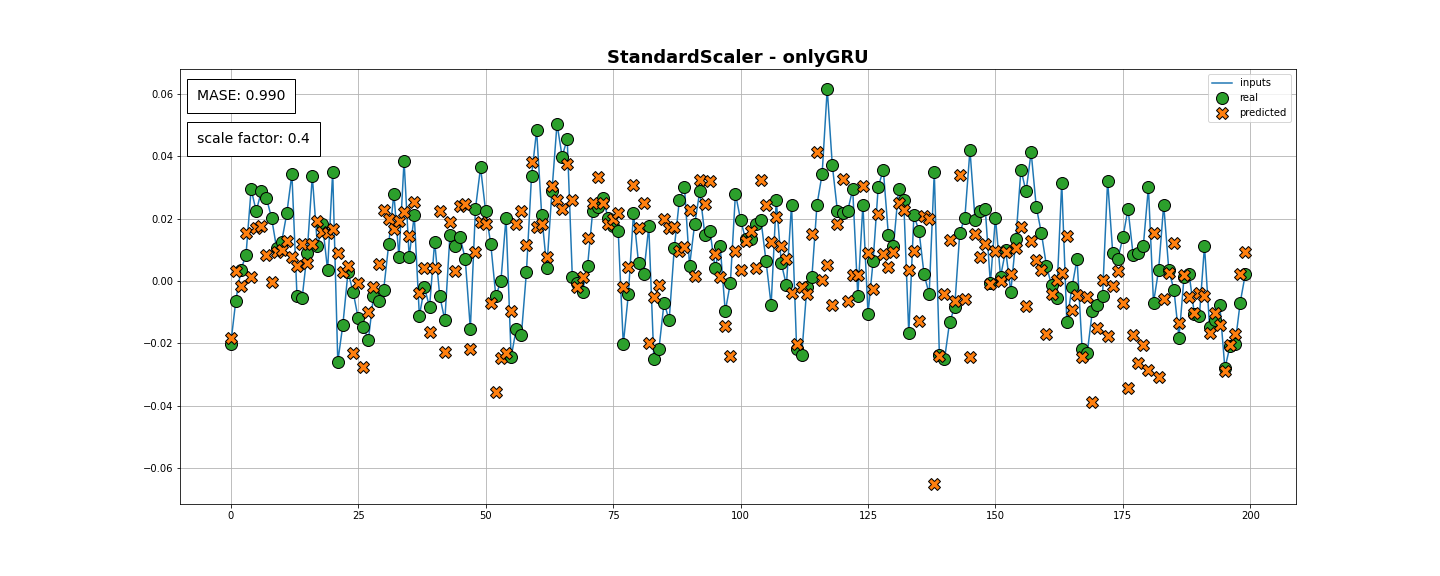 StandardScaler - onlyGRU
MASE: 0.990
scale factor: 0.4
inputs
real
predicted
0.06
0.04
0.02
0.00
−0.02
−0.04
−0.06
0 25 50 75 100 125 150 175 200